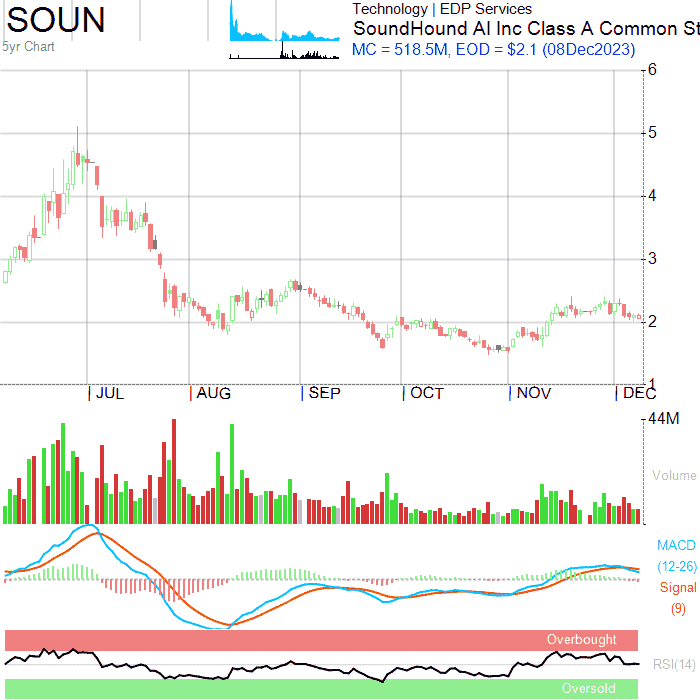 SOUN
5yr Chart
Technology | EDP Services
SoundHound AI Inc Class A Common St
MC = 518.5M, EOD = $2.1 (08Dec2023)
6
5
4
3
2
1
JUL AUG SEP OCT NOV DEC
44M
Volume
MACD
(12-26)
Signal
(9)
Overbought
RSI(14)
Oversold